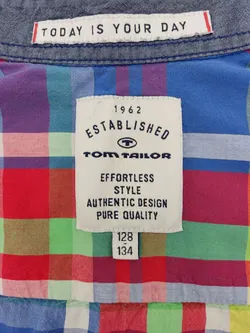 TODAY IS YOUR DAY
1962
ESTABLISHED
TOM TAILOR
EFFORTLESS
STYLE
AUTHENTIC DESIGN
PURE QUALITY
128
134